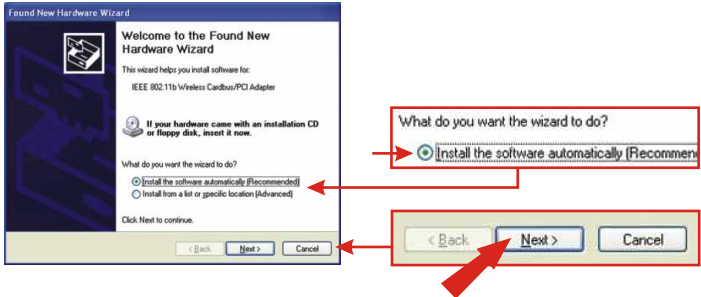 Found New Hardware Wizard
Welcome to the Found New
Hardware Wizard
This wizard helps you install software for:
IEEE 802.11b Wireless Cardbus/PCI Adapter
If your hardware came with an installation CD
or floppy disk, insert it now.
What do you want the wizard to do?
Install the software automatically (Recommended)
Install from a list or specific location (Advanced)
Click Next to continue.
< Back
Next >
Cancel
What do you want the wizard to do?
Install the software automatically (Recommen
< Back
Next >
Cancel